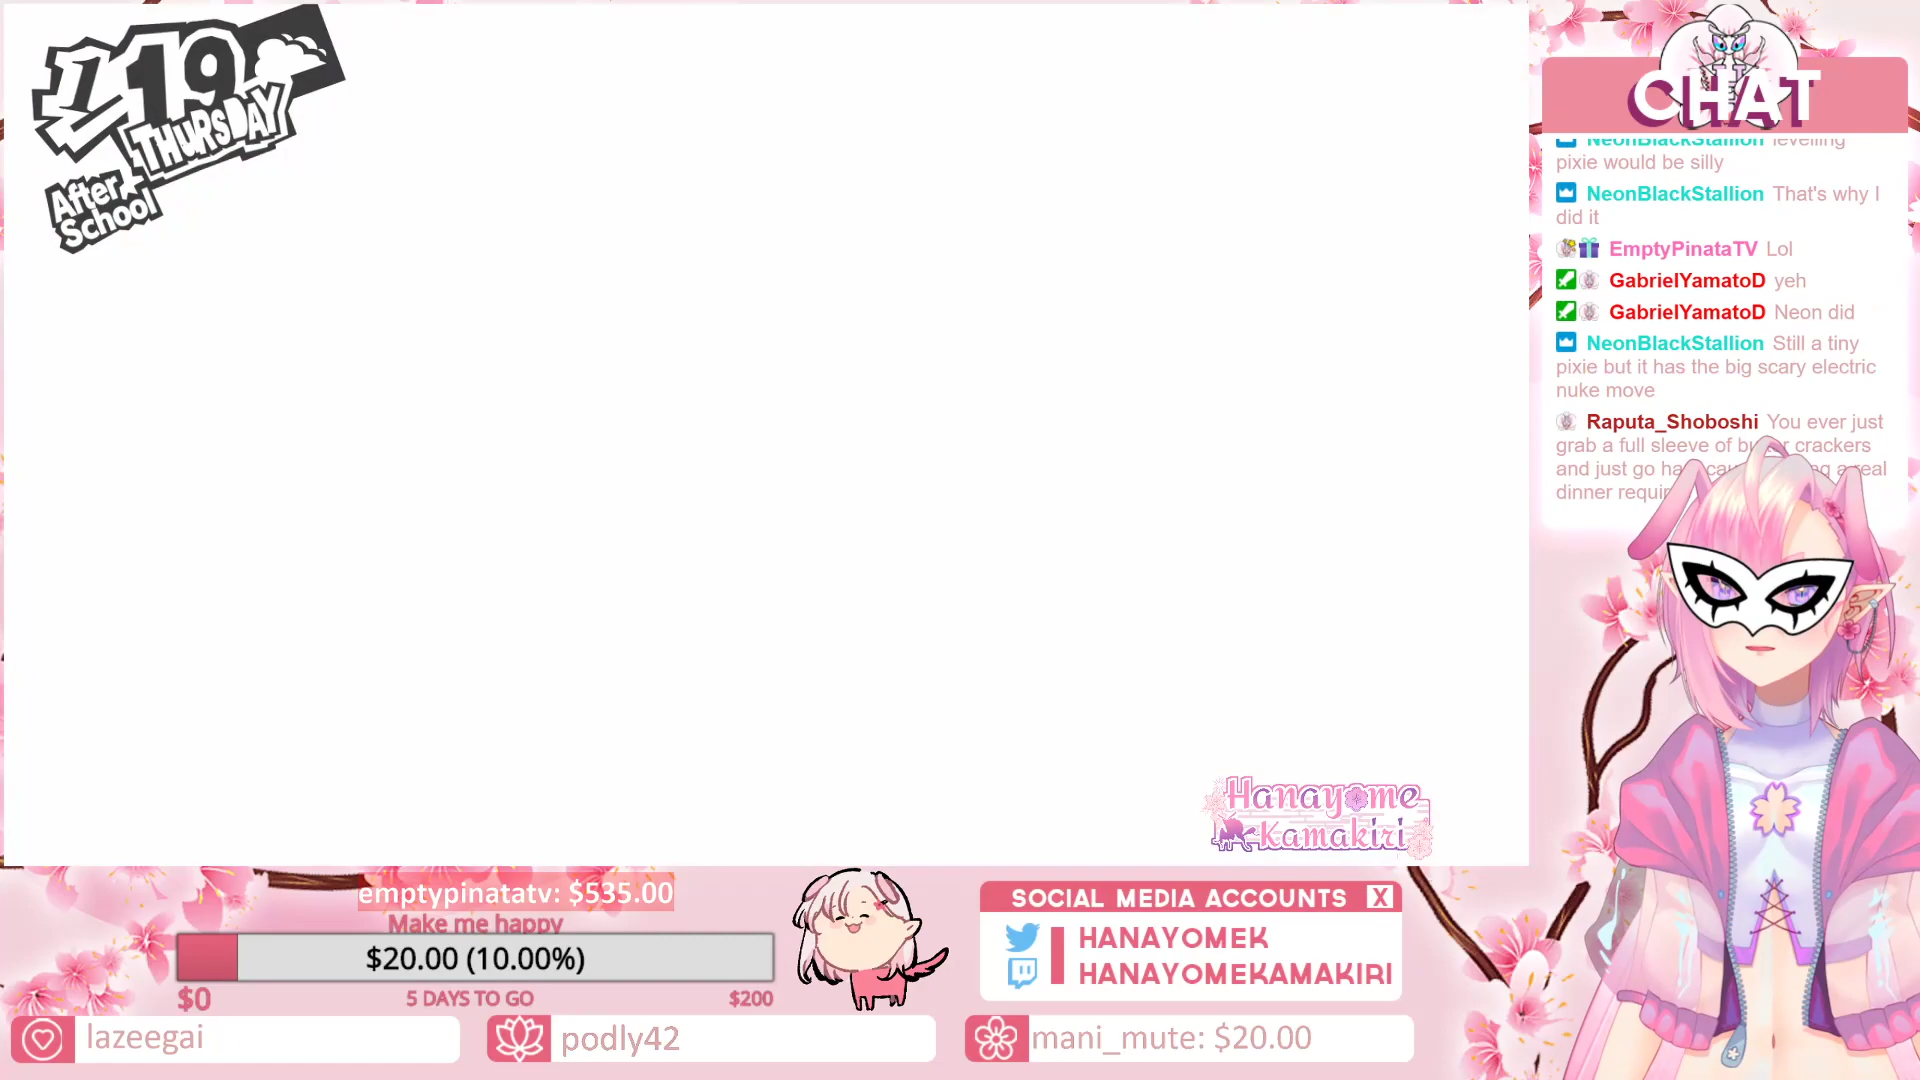 1 19
THURSDAY
After
School
CHAT
NeonBlackStallion levelling
pixie would be silly
NeonBlackStallion That's why I
did it
EmptyPinataTV Lol
GabrielYamatoD yeh
GabrielYamatoD Neon did
NeonBlackStallion Still a tiny
pixie but it has the big scary electric
nuke move
Raputa_Shoboshi You ever just
grab a full sleeve of crackers
and just go
dinner
Hanayome
Kamakiri
emptypinatatv: $535.00
Make me happy
$20.00 (10.00%)
$0 5 DAYS TO GO $200
SOCIAL MEDIA ACCOUNTS X
HANAYOMEK
HANAYOMEKAMAKIRI
lazeegai
podly42
mani_mute: $20.00